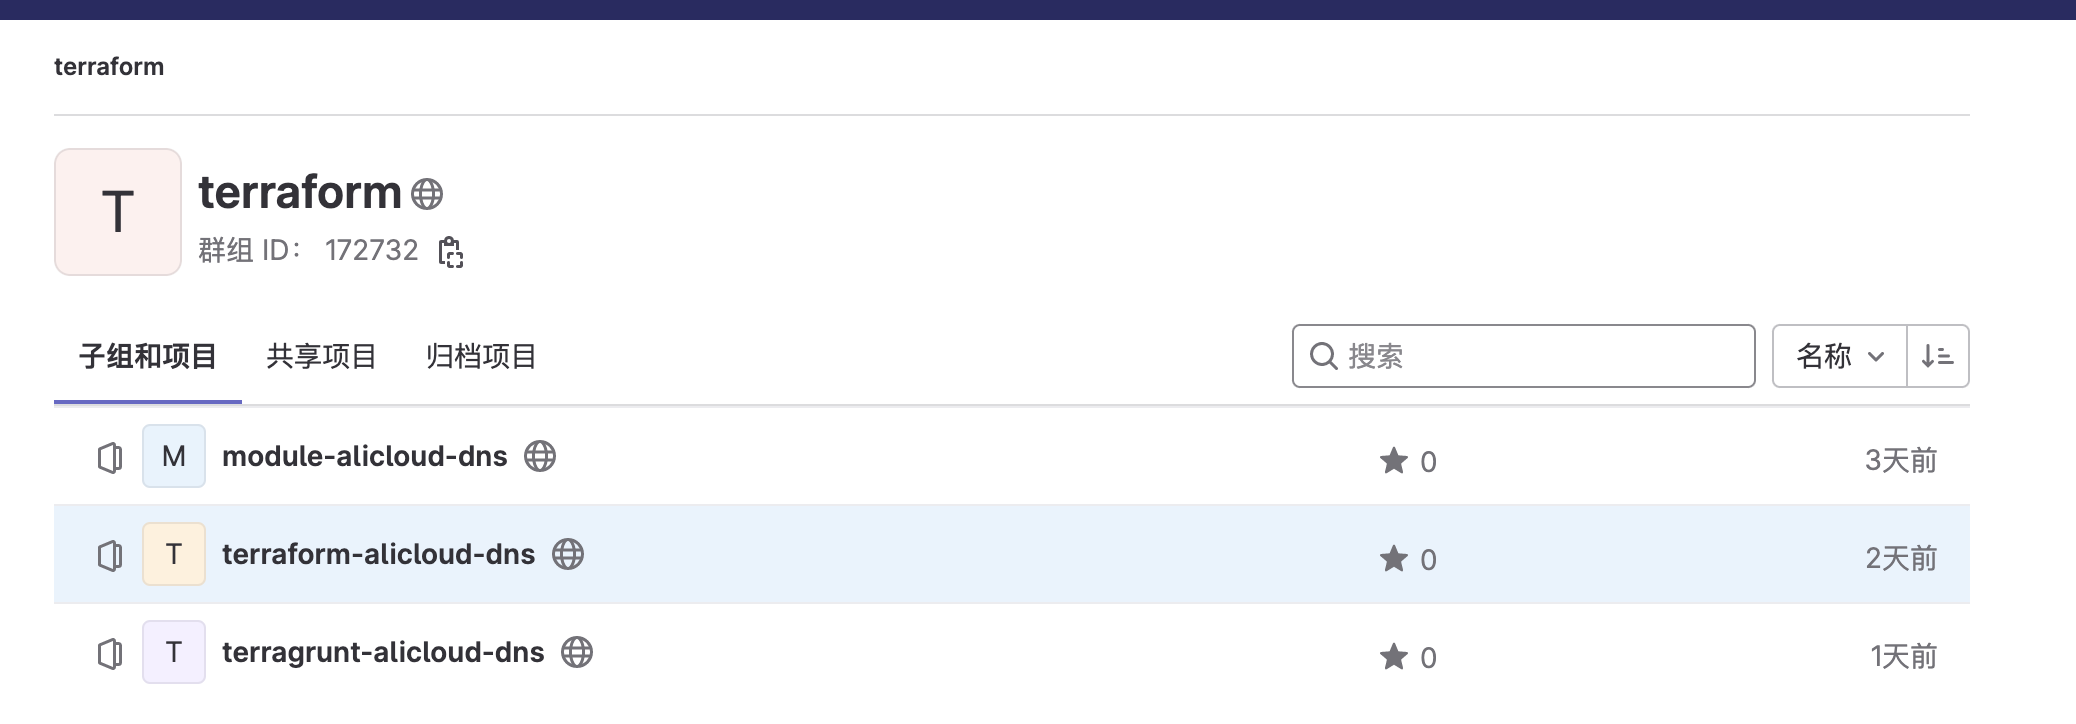 terraform
T
terraform
群组 ID： 172732
子组和项目 共享项目 归档项目 搜索 名称
M module-alicloud-dns 0 3天前
T terraform-alicloud-dns 0 2天前
T terragrunt-alicloud-dns 0 1天前